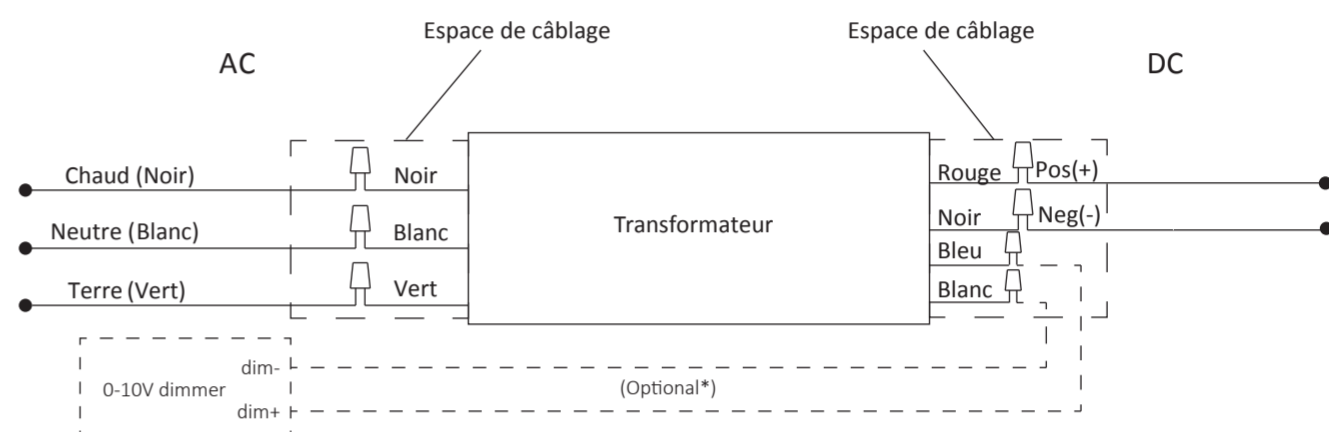 Espace de câblage
Espace de câblage
AC
DC
Chaud (Noir)
Noir
Rouge
Pos(+)
Neutre (Blanc)
Blanc
Transformateur
Noir
Neg(-)
Bleu
Terre (Vert)
Vert
Blanc
dim-
0-10V dimmer
(Optional*)
dim+